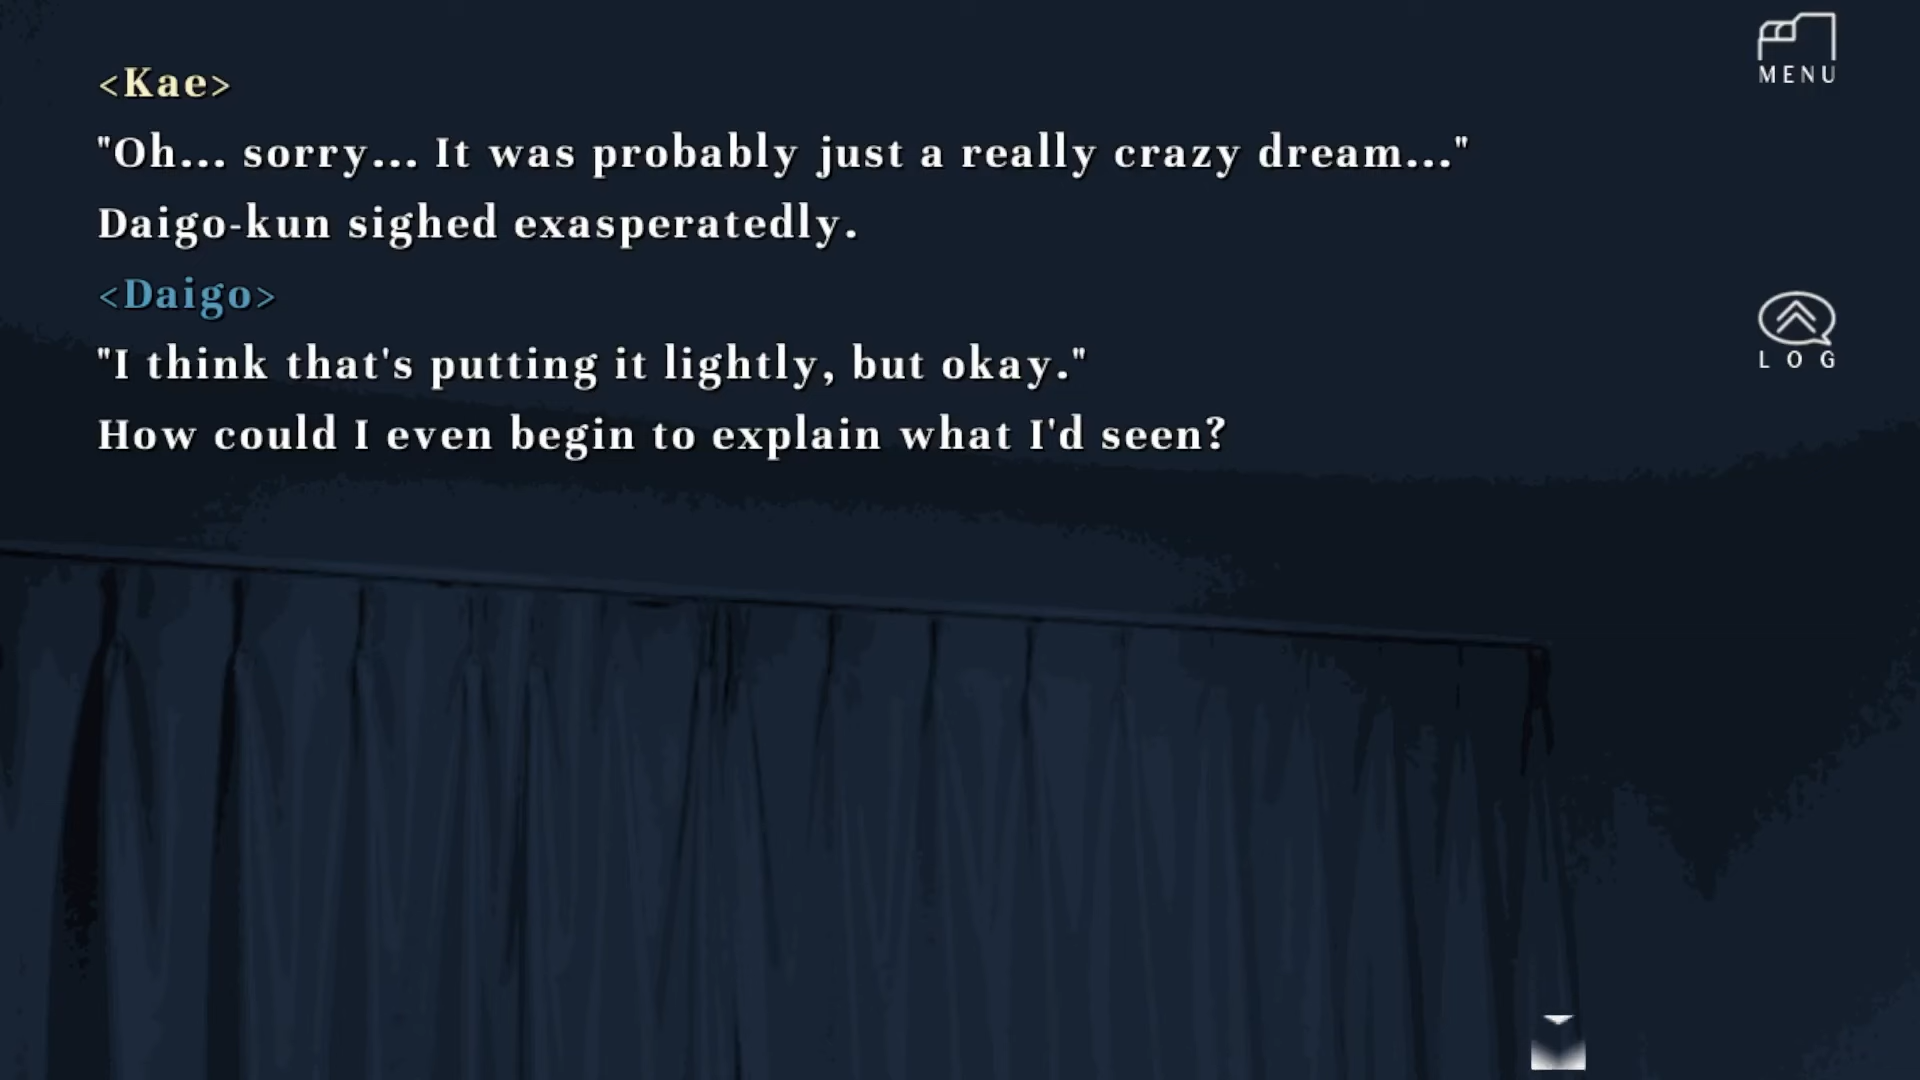 <Kae>
"Oh... sorry... It was probably just a really crazy dream..."
Daigo-kun sighed exasperatedly.
<Daigo>
"I think that's putting it lightly, but okay."
How could I even begin to explain what I'd seen?
MENU
LOG